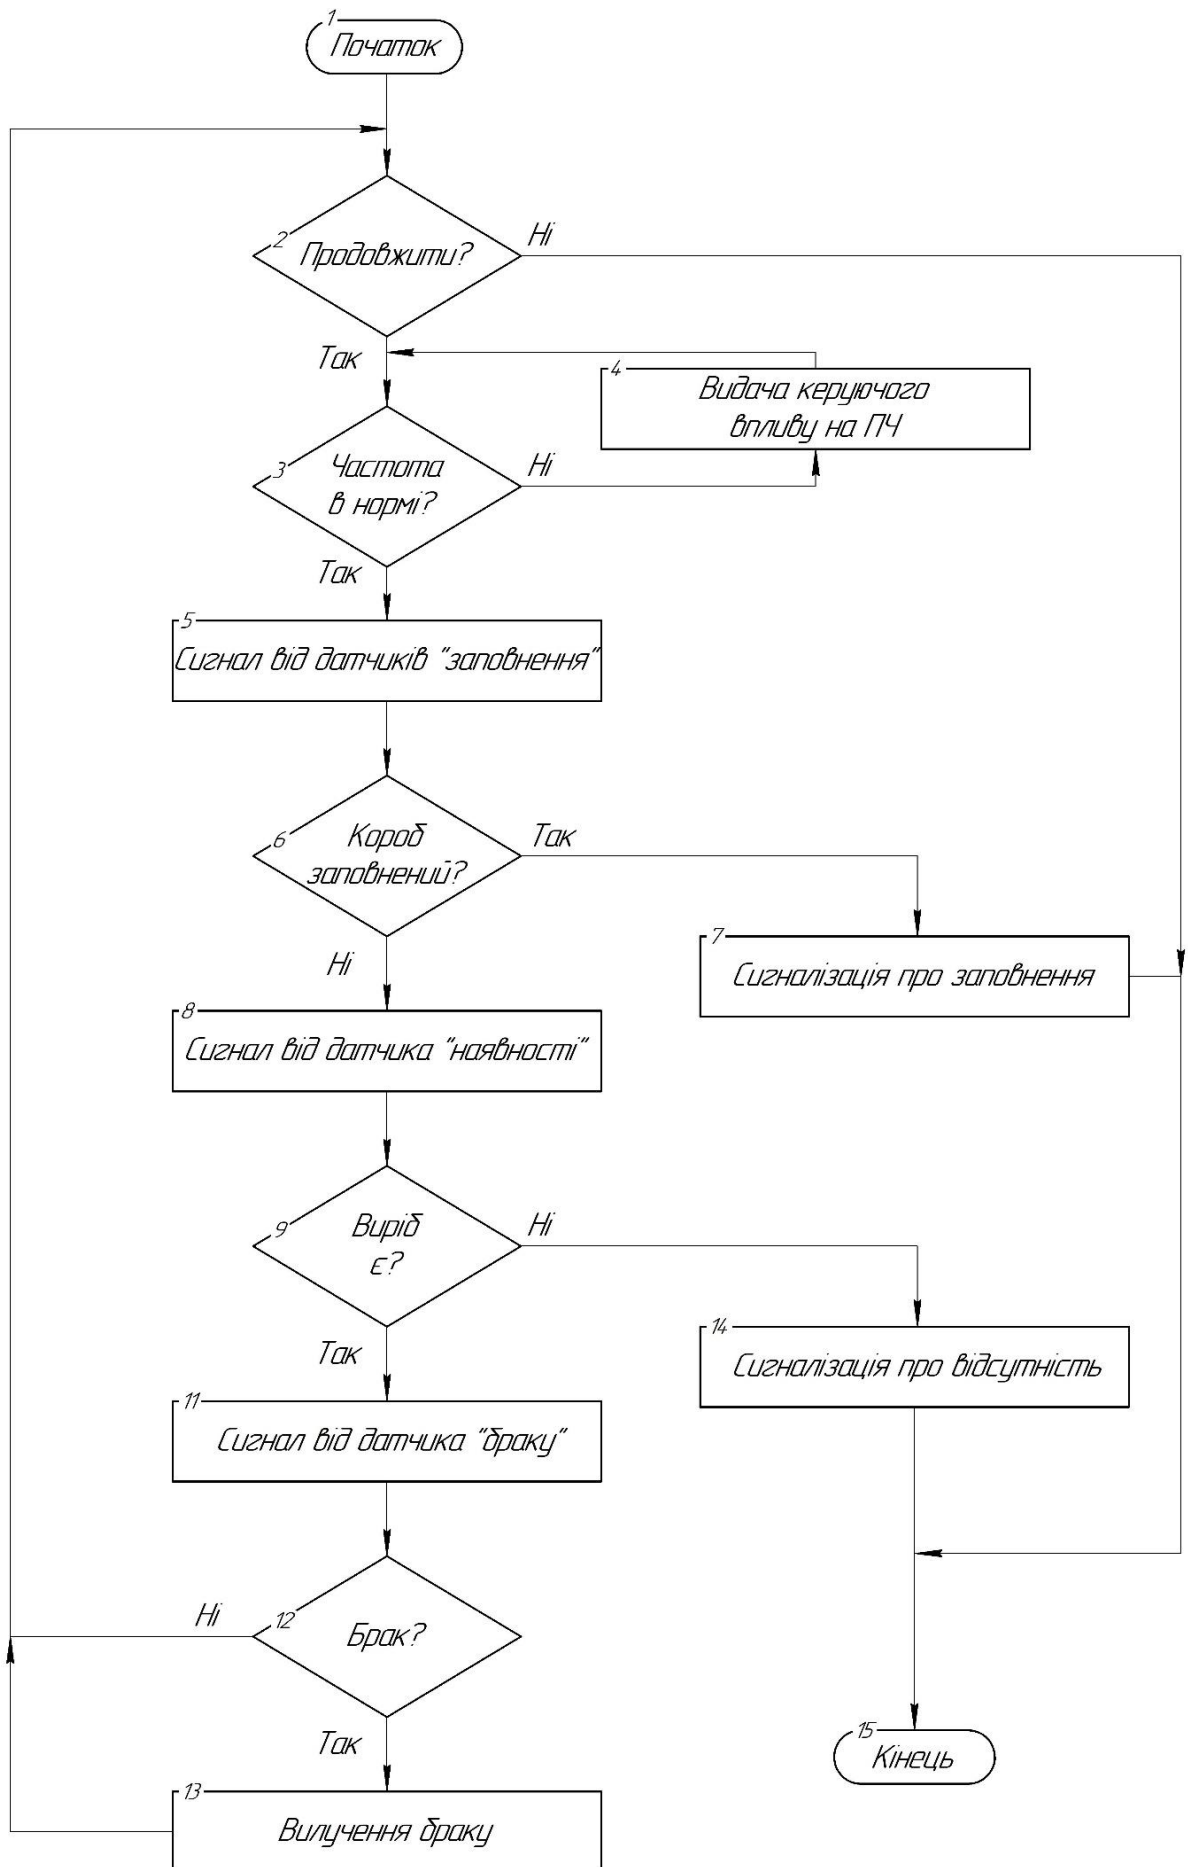 1
Початок
2
Продовжити?
Ні
Так
4
Видача керуючого
впливу на ПЧ
3
Частота
в нормі?
Ні
Так
5
Сигнал від датчиків "заповнення"
6
Короб
заповнений?
Так
Ні
7
Сигналізація про заповнення
8
Сигнал від датчика "наявності"
9
Виріб
є?
Ні
Так
14
Сигналізація про відсутність
11
Сигнал від датчика "браку"
12
Брак?
Ні
Так
15
Кінець
13
Вилучення браку